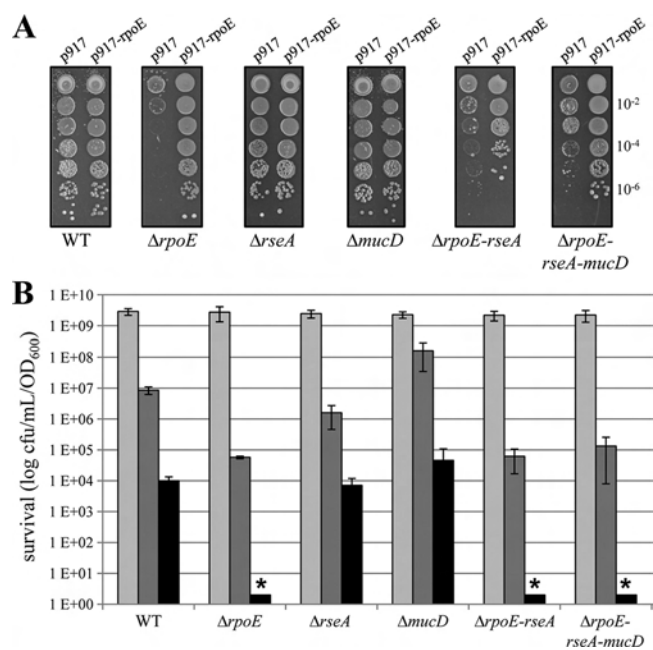 A
p917 p917-rpoE p917 p917-rpoE p917 p917-rpoE p917 p917-rpoE p917 p917-rpoE p917 p917-rpoE
10-2
10-4
10-6
WT ΔrpoE ΔrseA ΔmucD ΔrpoE-rseA ΔrpoE-
rseA-mucD
B
survival (log cfu/mL/OD600)
1 E+10
1 E+09
1 E+08
1 E+07
1 E+06
1 E+05
1 E+04
1 E+03
1 E+02
1 E+01
1 E+00
* * *
WT ΔrpoE ΔrseA ΔmucD ΔrpoE-rseA ΔrpoE-
rseA-mucD